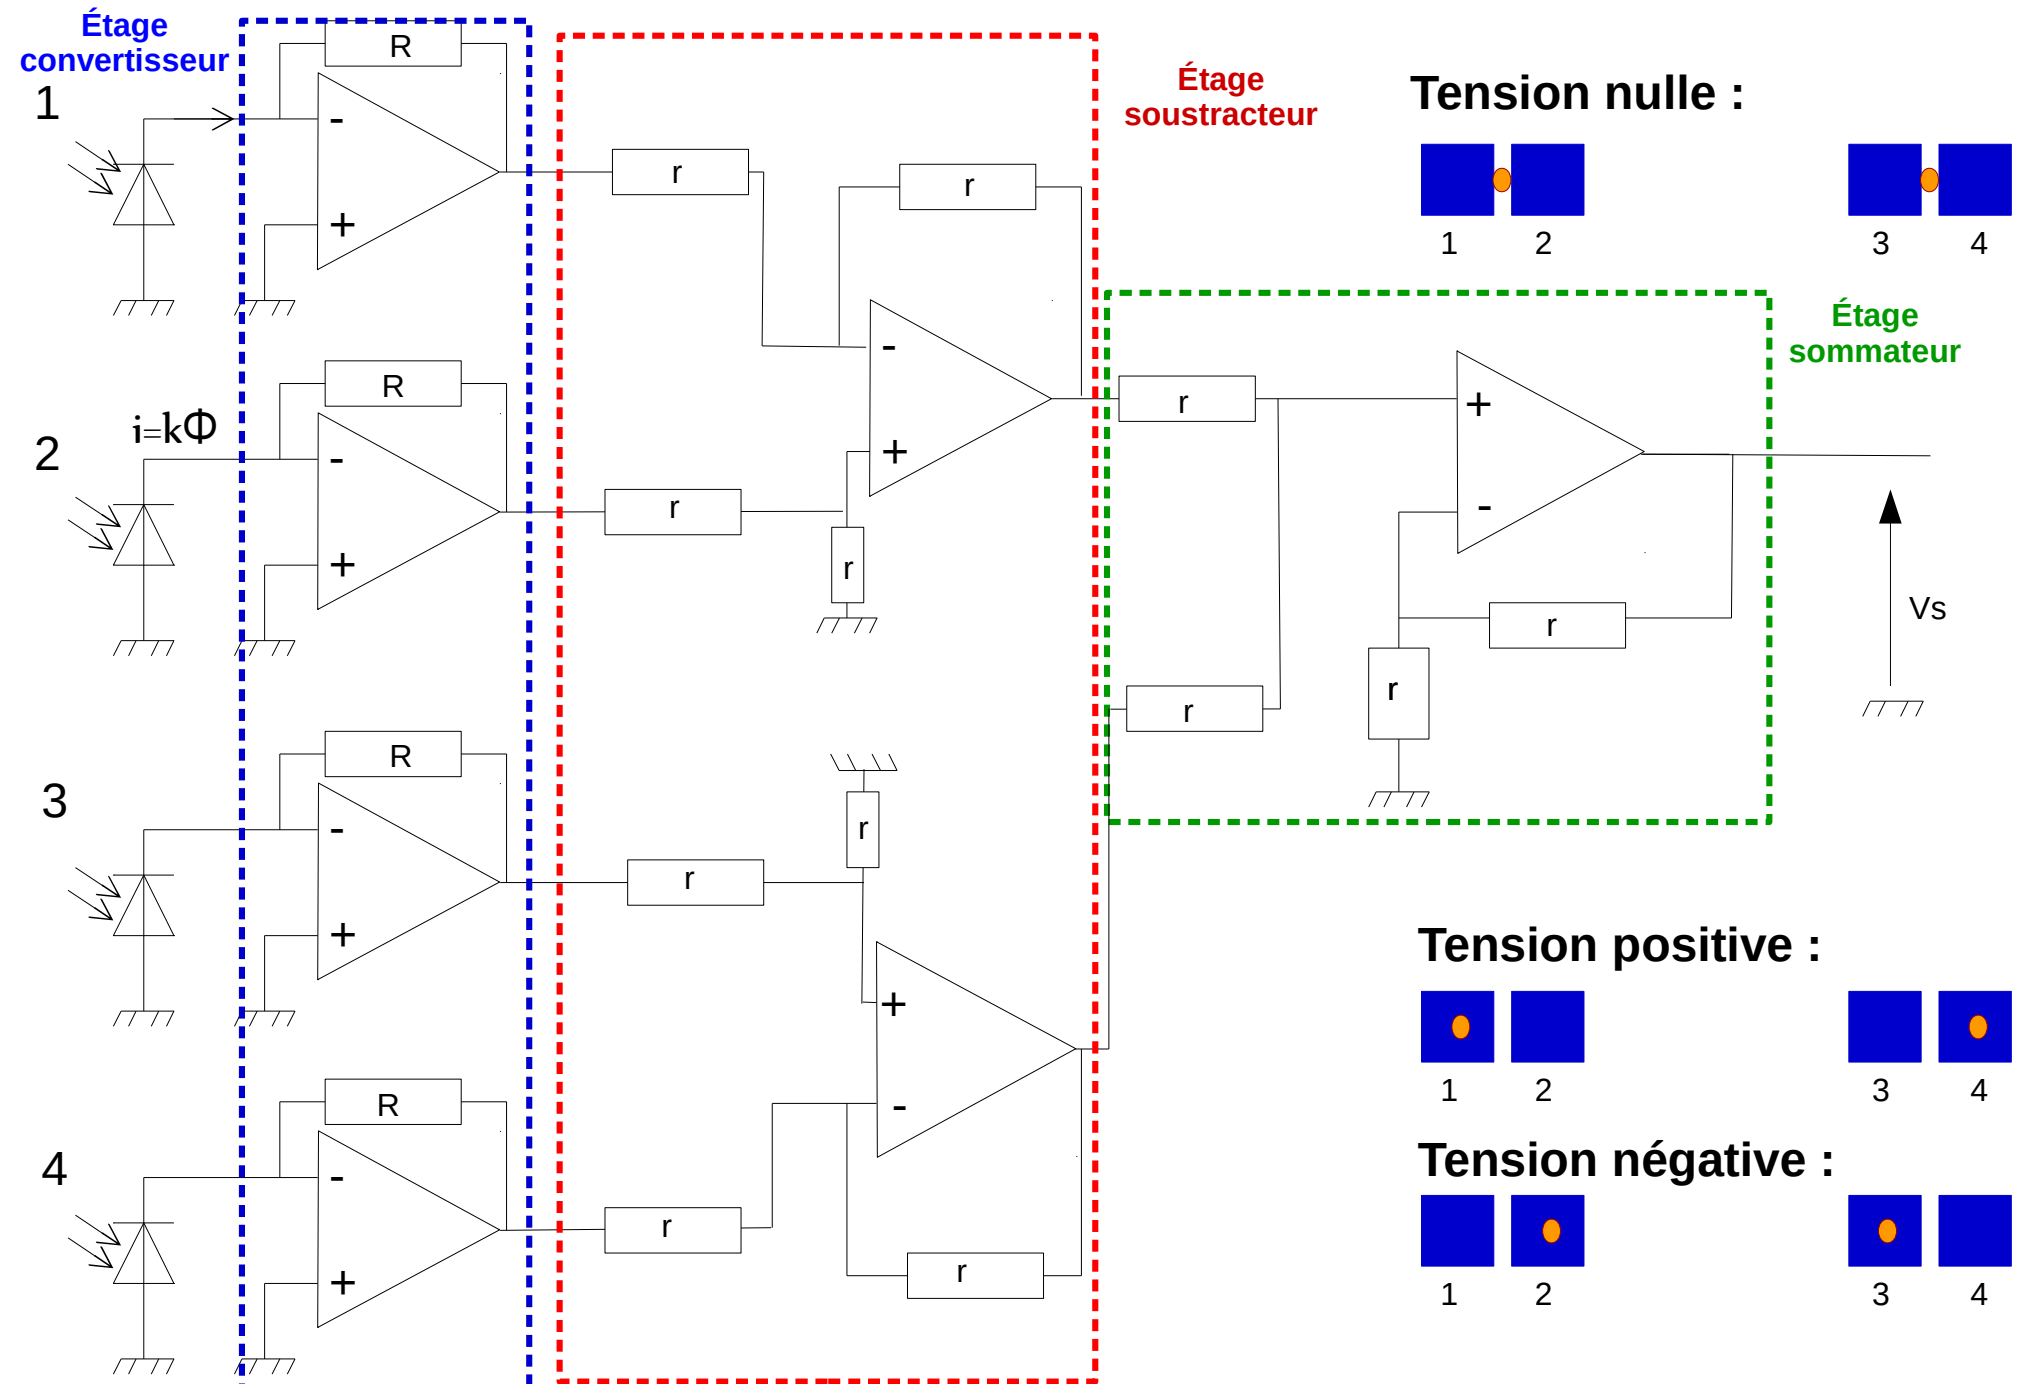 Étage
convertisseur
1
R
-
+
r
r
Étage
soustracteur
Tension nulle :
1 2 3 4
-
+
Étage
sommateur
2
i=kΦ
R
-
+
r
r
r
+
-
r
r
r
Vs
3
R
-
+
r
r
+
-
Tension positive :
1 2 3 4
4
R
-
+
r
r
Tension négative :
1 2 3 4